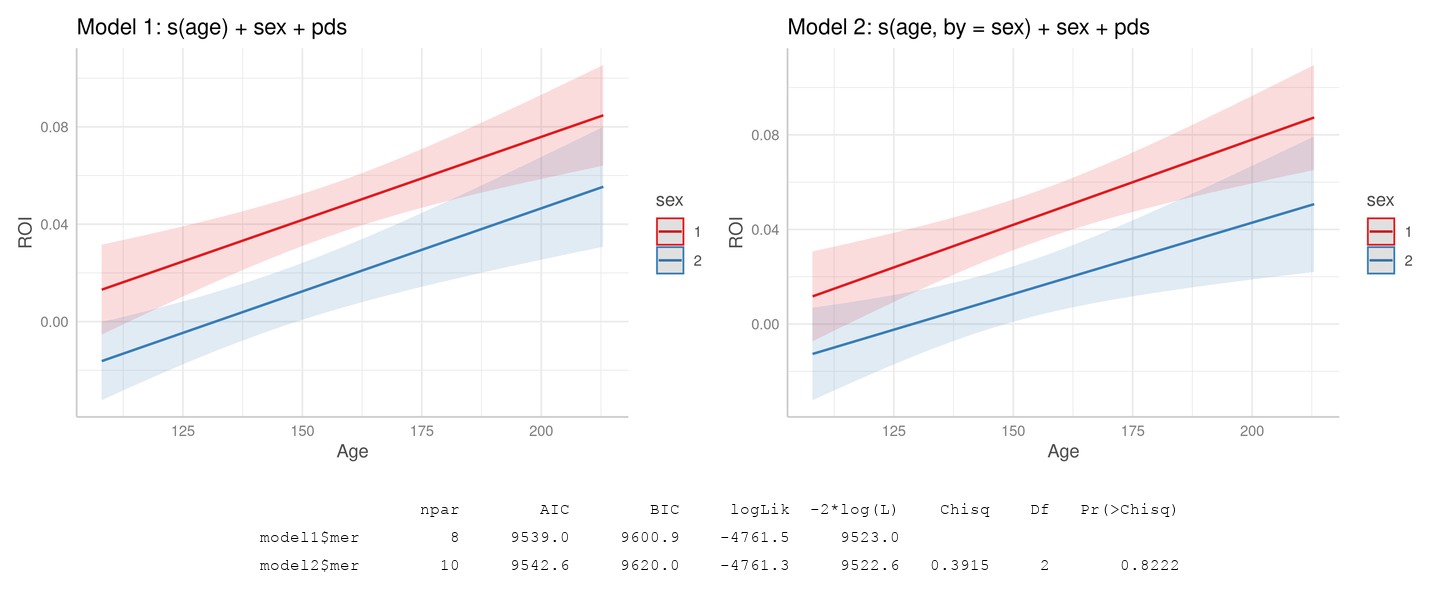 Model 1: s(age) + sex + pds
0.08
0.04
0.00
ROI
125 150 175 200
Age
sex
1
2
Model 2: s(age, by = sex) + sex + pds
0.08
0.04
0.00
ROI
125 150 175 200
Age
sex
1
2
npar AIC BIC logLik -2*log(L) Chisq Df Pr(>Chisq)
model1$mer 8 9539.0 9600.9 -4761.5 9523.0
model2$mer 10 9542.6 9620.0 -4761.3 9522.6 0.3915 2 0.8222